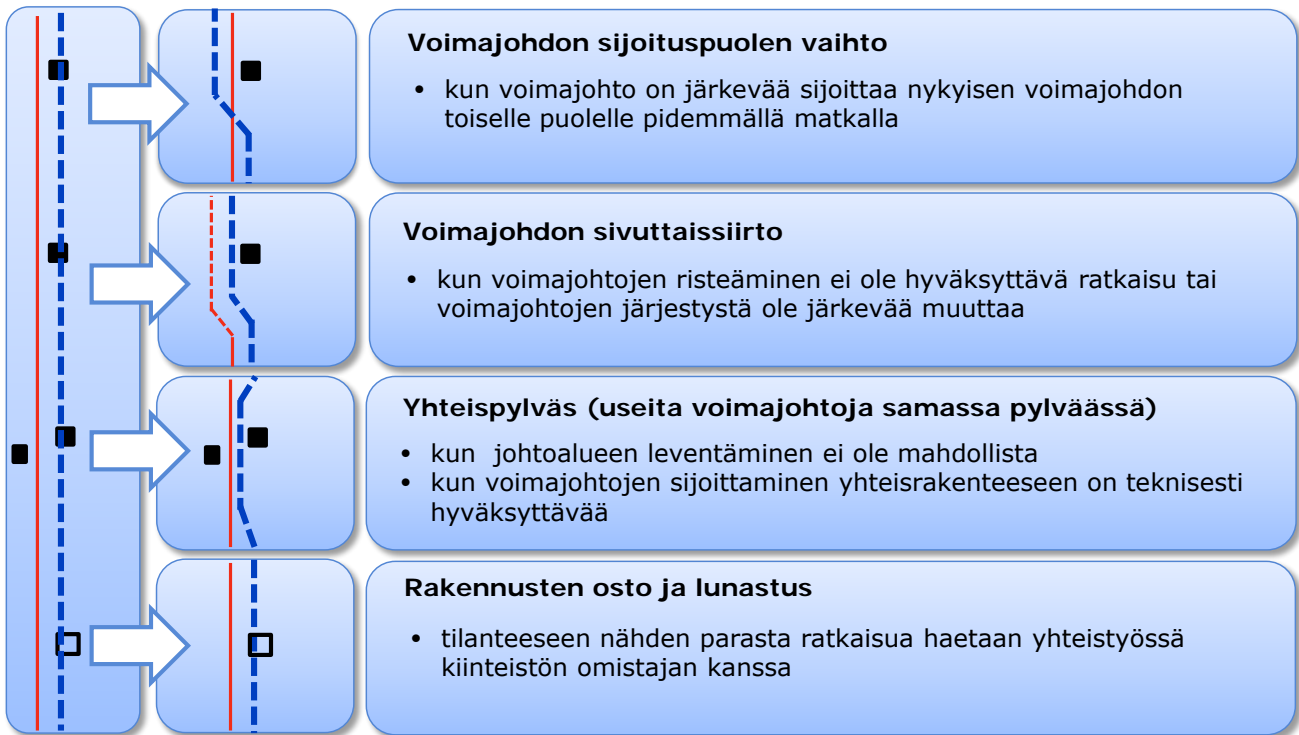 Voimajohdon sijoituspuolen vaihto
• kun voimajohto on järkevää sijoittaa nykyisen voimajohdon
toiselle puolelle pidemmällä matkalla
Voimajohdon sivuttaissiirto
• kun voimajohtojen risteäminen ei ole hyväksyttävä ratkaisu tai
voimajohtojen järjestystä ole järkevää muuttaa
Yhteispylväs (useita voimajohtoja samassa pylväässä)
• kun johtoalueen leventäminen ei ole mahdollista
• kun voimajohtojen sijoittaminen yhteisrakenteeseen on teknisesti
hyväksyttävää
Rakennusten osto ja lunastus
• tilanteeseen nähden parasta ratkaisua haetaan yhteistyössä
kiinteistön omistajan kanssa